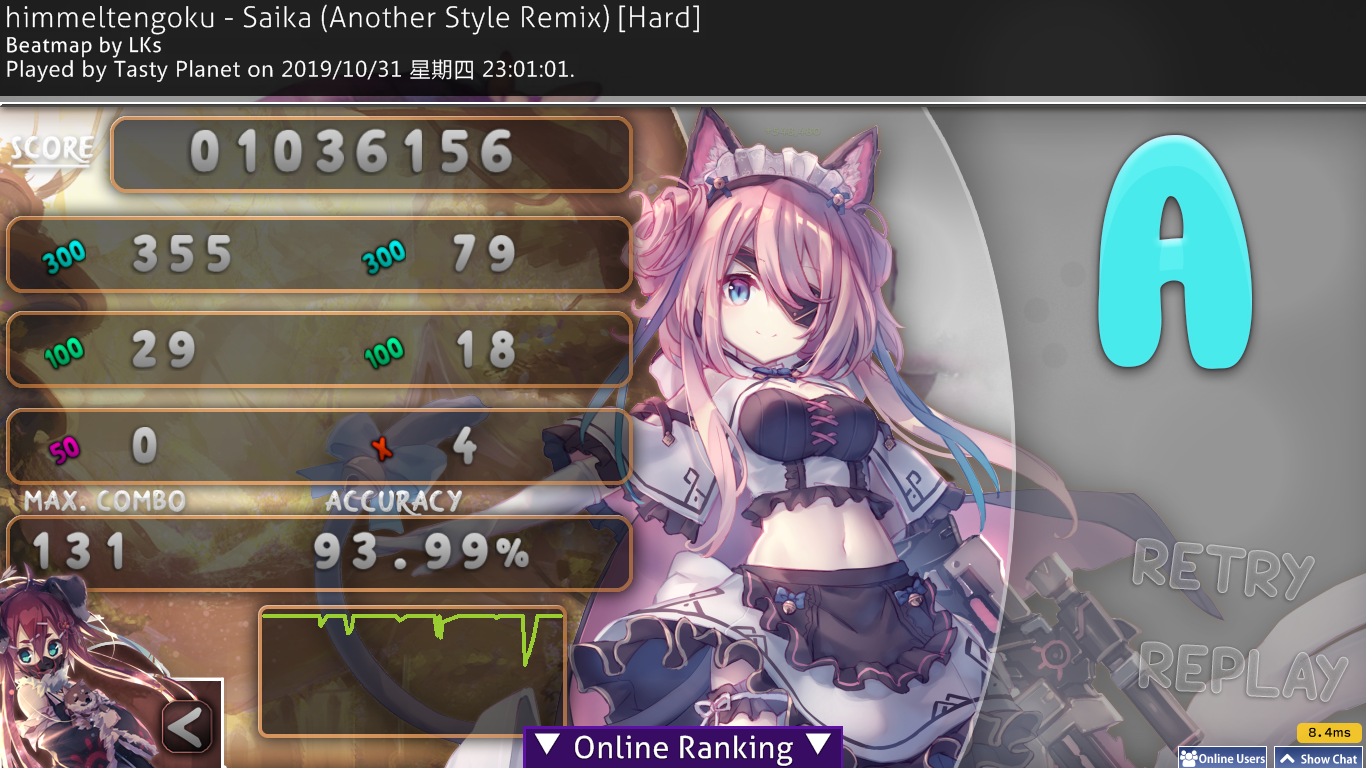 himmeltengoku - Saika (Another Style Remix) [Hard]
Beatmap by LKs
Played by Tasty Planet on 2019/10/31 星期四 23:01:01.
SCORE 01036156
300 355 300 79
100 29 100 18
50 0 X 4
MAX. COMBO ACCURACY
131 93.99%
A
RETRY
REPLAY
▼ Online Ranking ▼
8.4ms
Online Users Show Chat